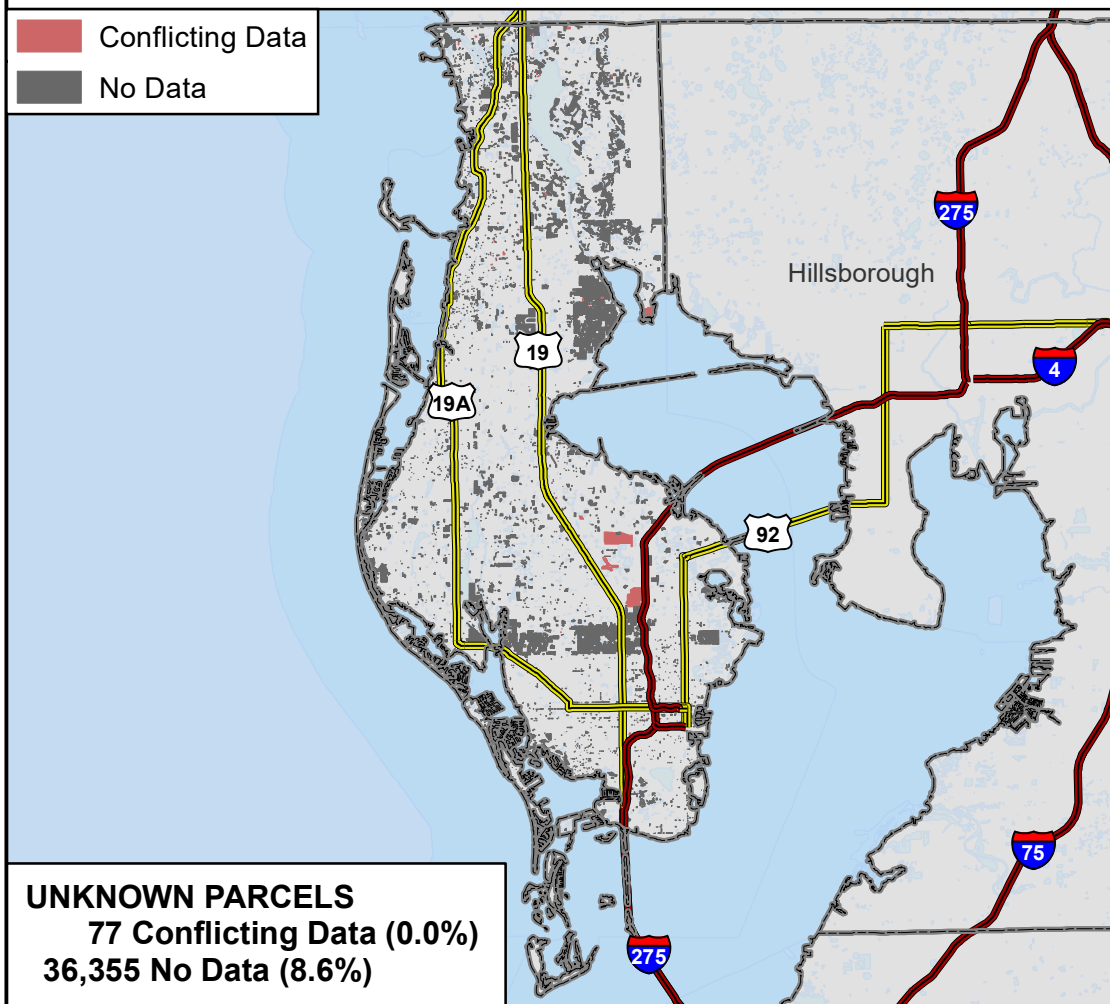 Conflicting Data
No Data
275
Hillsborough
19
4
19A
92
75
275
UNKNOWN PARCELS
77 Conflicting Data (0.0%)
36,355 No Data (8.6%)